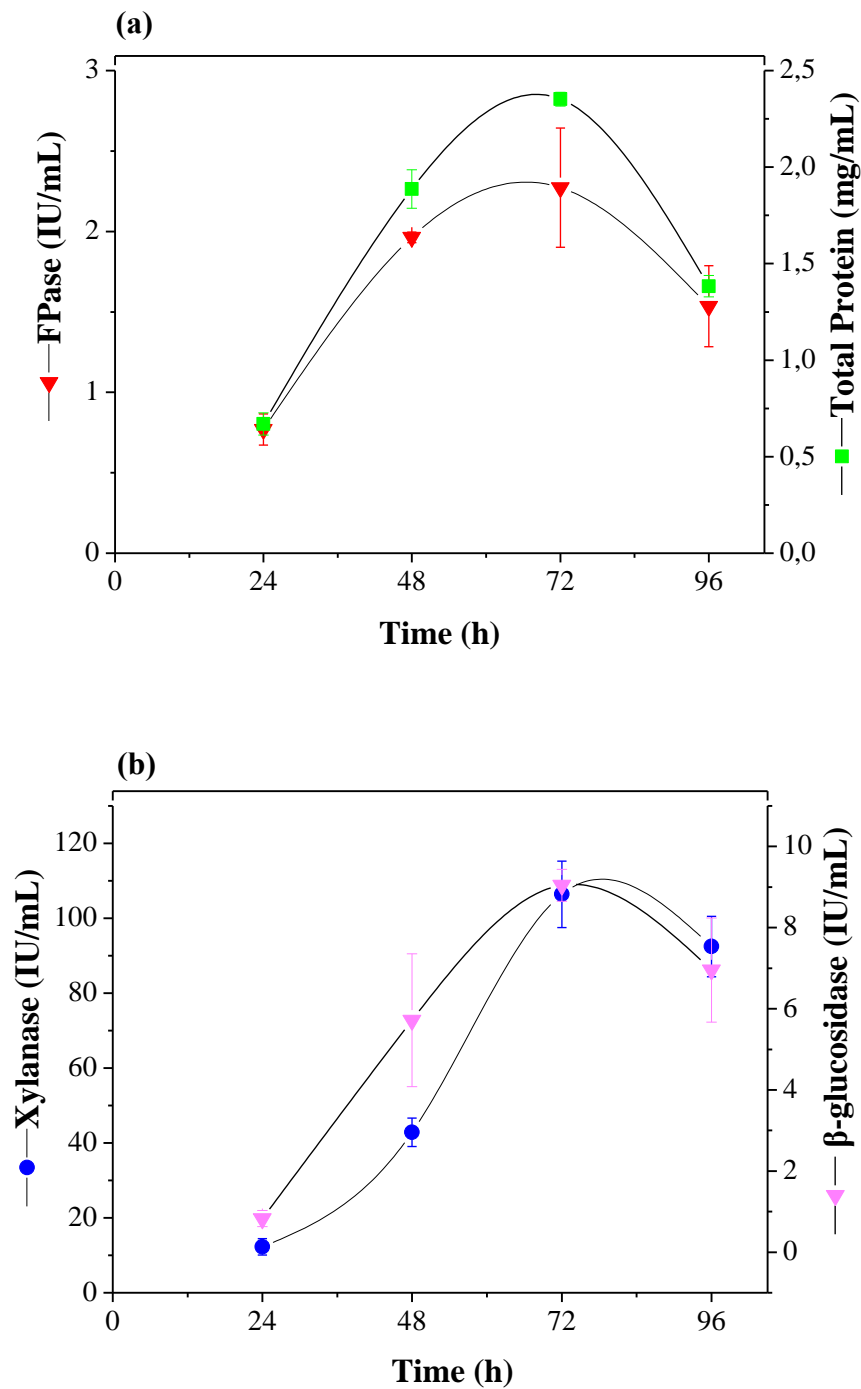 (a)
3
2
1
0
FPase (IU/mL)
2,5
2,0
1,5
1,0
0,5
0,0
Total Protein (mg/mL)
0 24 48 72 96
Time (h)
(b)
120
100
80
60
40
20
0
Xylanase (IU/mL)
10
8
6
4
2
0
β-glucosidase (IU/mL)
0 24 48 72 96
Time (h)